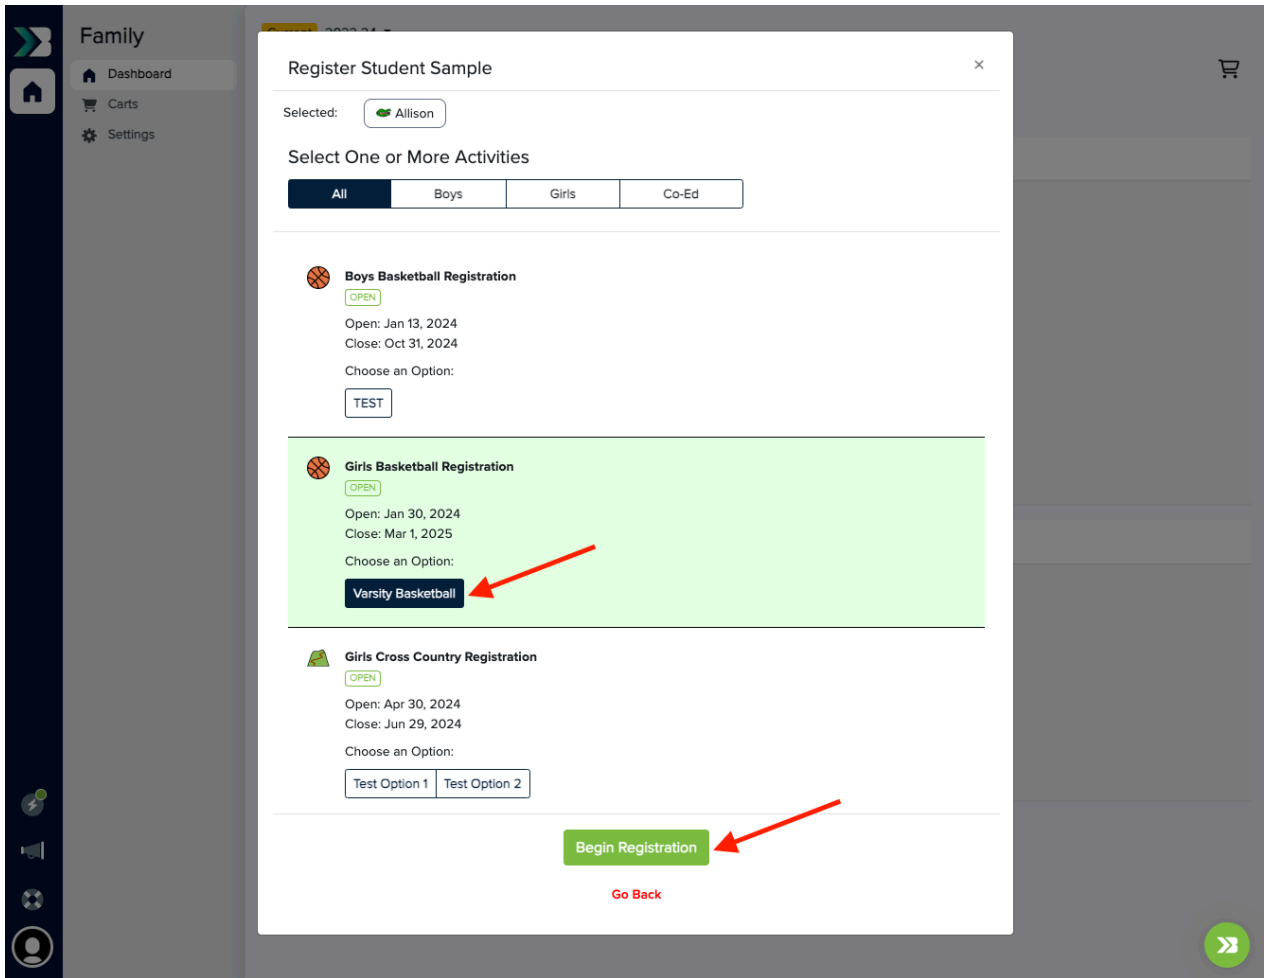 Family
Dashboard
Carts
Settings
Current 2023-24
Register Student Sample
×
Selected: Allison
Select One or More Activities
All Boys Girls Co-Ed
Boys Basketball Registration
OPEN
Open: Jan 13, 2024
Close: Oct 31, 2024
Choose an Option:
TEST
Girls Basketball Registration
OPEN
Open: Jan 30, 2024
Close: Mar 1, 2025
Choose an Option:
Varsity Basketball
Girls Cross Country Registration
OPEN
Open: Apr 30, 2024
Close: Jun 29, 2024
Choose an Option:
Test Option 1 Test Option 2
Begin Registration
Go Back